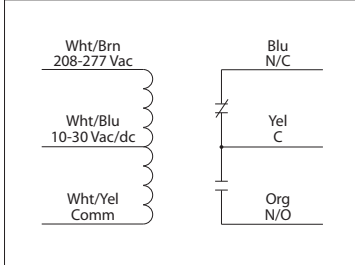 Wht/Brn
208-277 Vac
Wht/Blu
10-30 Vac/dc
Wht/Yel
Comm
Blu
N/C
Yel
C
Org
N/O